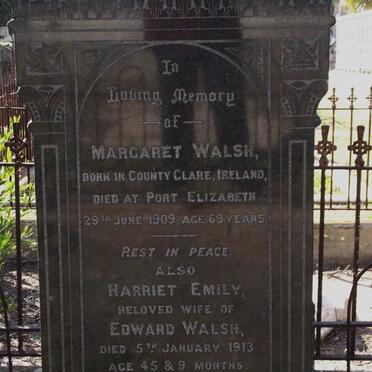 In
Loving Memory
of
MARGARET WALSH,
BORN IN COUNTY CLARE, IRELAND,
DIED AT PORT ELIZABETH
29TH JUNE 1909, AGE 69 YEARS.
REST IN PEACE.
ALSO
HARRIET EMILY,
BELOVED WIFE OF
EDWARD WALSH,
DIED 5TH JANUARY 1913
AGE 45 & 9 MONTHS.